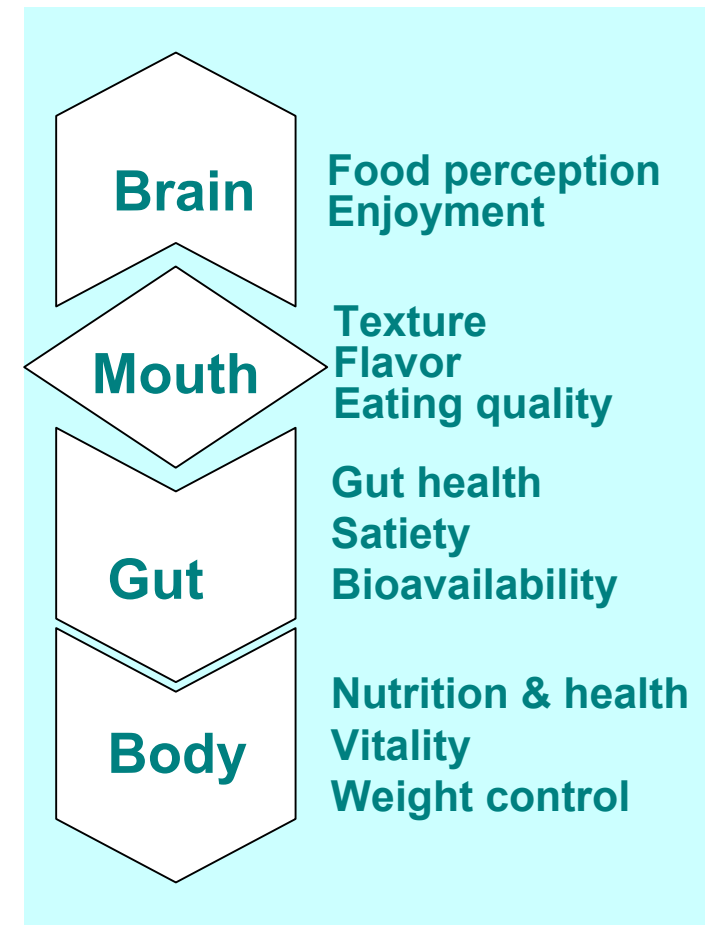 Brain
Food perception
Enjoyment
Mouth
Texture
Flavor
Eating quality
Gut
Gut health
Satiety
Bioavailability
Body
Nutrition & health
Vitality
Weight control